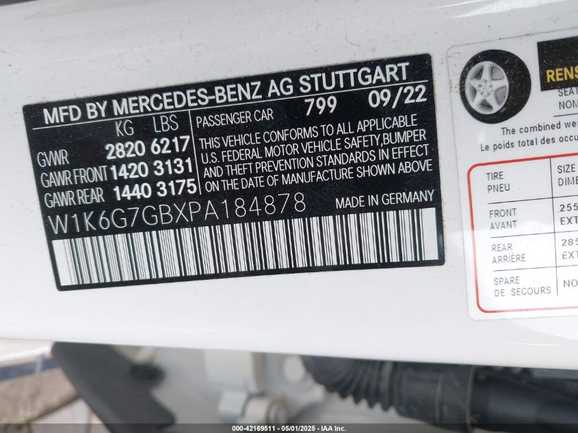 MFD BY MERCEDES-BENZ AG STUTTGART
KG LBS PASSENGER CAR 799 09/22
GVWR 2820 6217
GAWR FRONT 1420 3131
GAWR REAR 1440 3175
THIS VEHICLE CONFORMS TO ALL APPLICABLE
U.S. FEDERAL MOTOR VEHICLE SAFETY, BUMPER,
AND THEFT PREVENTION STANDARDS IN EFFECT
ON THE DATE OF MANUFACTURE SHOWN ABOVE.
MADE IN GERMANY
W1K6G7GBXPA184878
SEAT
The combined we
Le poids total des occu
TIRE
PNEU
SIZE
DIME
FRONT
AVANT
255
EXT
REAR
ARRIÈRE
285
EXT
SPARE
DE SECOURS
NO
000-42169511 - 05/01/2025 - IAA Inc.